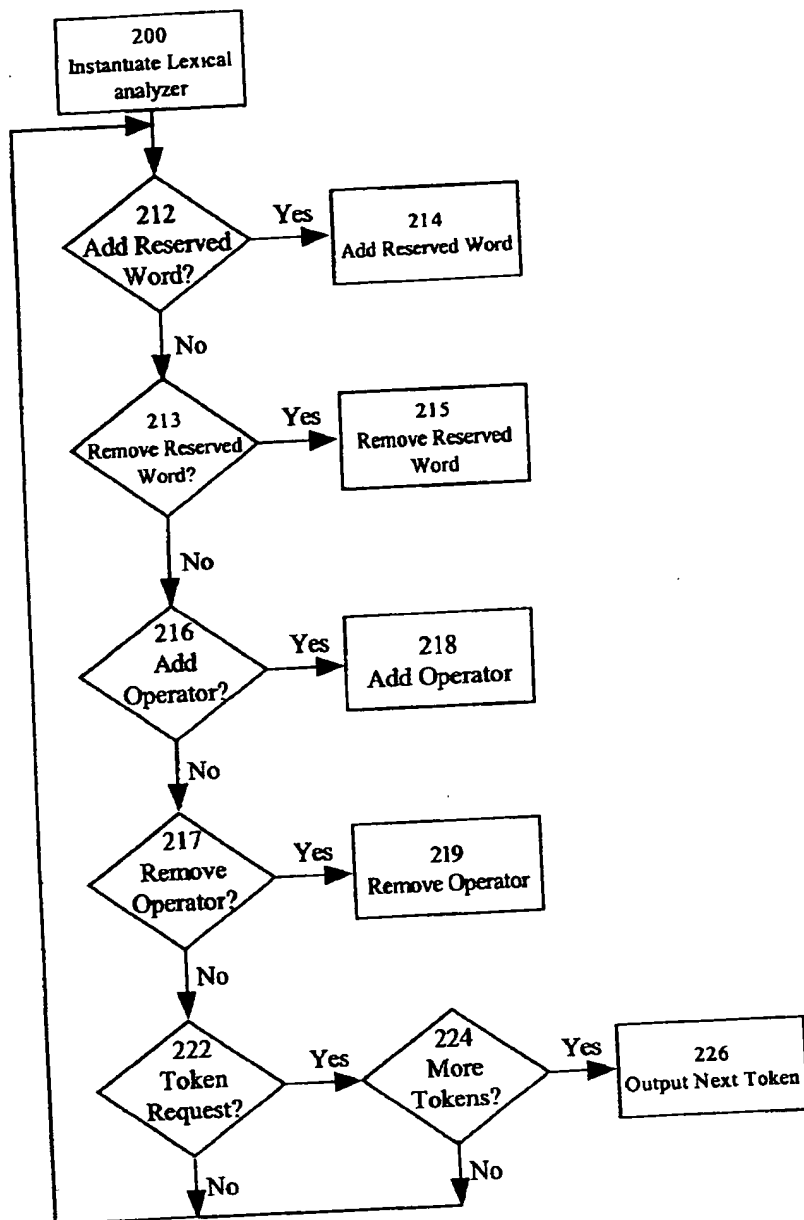 200
Instantiate Lexical
analyzer
212
Add Reserved
Word?
Yes
214
Add Reserved Word
No
213
Remove Reserved
Word?
Yes
215
Remove Reserved
Word
No
216
Add
Operator?
Yes
218
Add Operator
No
217
Remove
Operator?
Yes
219
Remove Operator
No
222
Token
Request?
Yes
224
More
Tokens?
Yes
226
Output Next Token
No
No